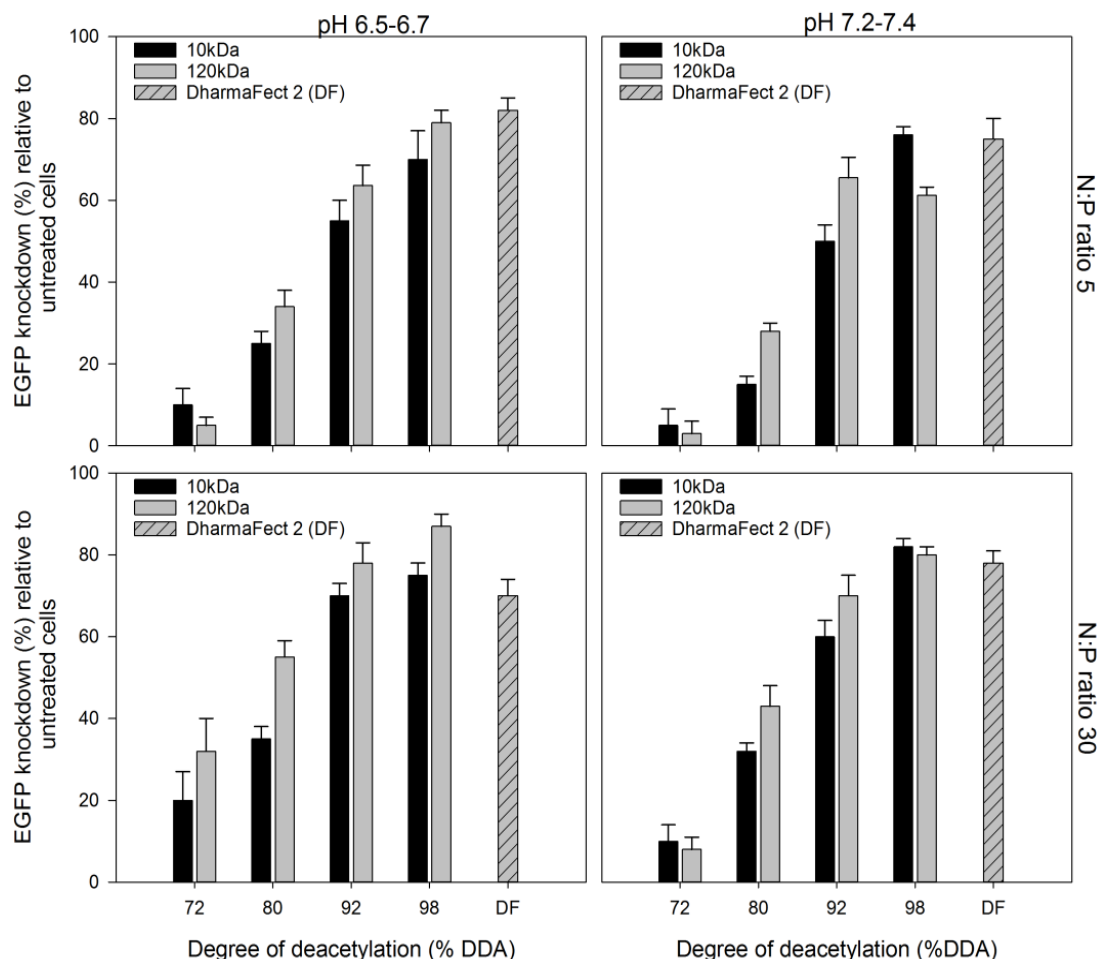 pH 6.5-6.7
pH 7.2-7.4
EGFP knockdown (%) relative to
untreated cells
100
80
60
40
20
0
10kDa
120kDa
DharmaFect 2 (DF)
10kDa
120kDa
DharmaFect 2 (DF)
N:P ratio 5
EGFP knockdown (%) relative to
untreated cells
100
80
60
40
20
0
10kDa
120kDa
DharmaFect 2 (DF)
10kDa
120kDa
DharmaFect 2 (DF)
N:P ratio 30
72 80 92 98 DF
72 80 92 98 DF
Degree of deacetylation (% DDA)
Degree of deacetylation (%DDA)